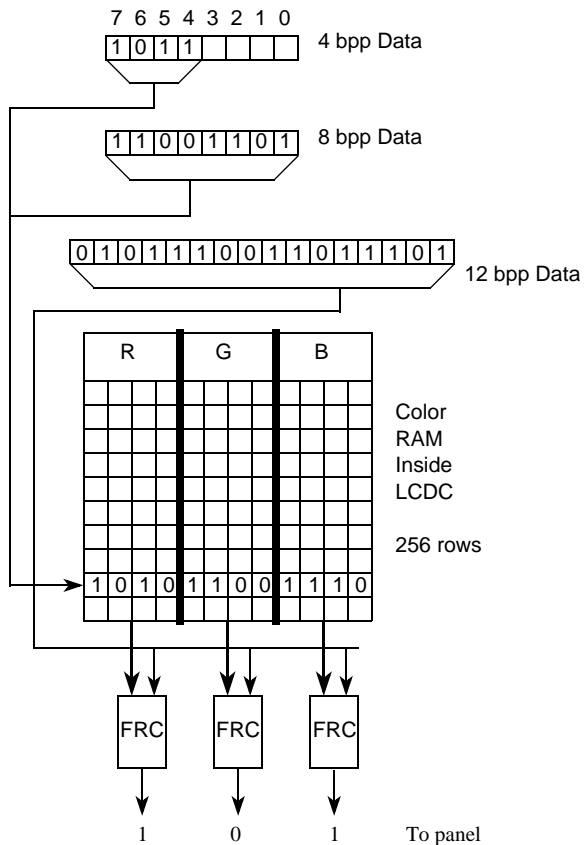 7 6 5 4 3 2 1 0
1 0 1 1
4 bpp Data
1 1 0 0 1 1 0 1
8 bpp Data
0 1 0 1 1 1 0 0 1 1 0 1 1 1 0 1
12 bpp Data
R G B
Color
RAM
Inside
LCDC
256 rows
1 0 1 0 1 1 0 0 1 1 1 0
FRC FRC FRC
1 0 1 To panel